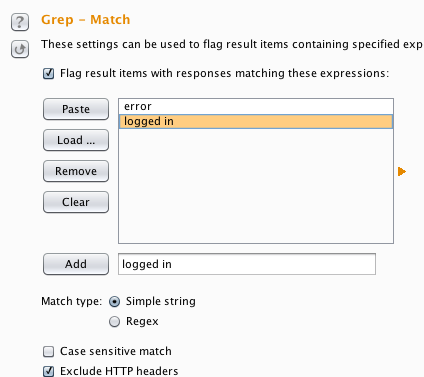 Grep - Match
These settings can be used to flag result items containing specified exp
Flag result items with responses matching these expressions:
Paste
error
logged in
Load ...
Remove
Clear
Add
logged in
Match type:
Simple string
Regex
Case sensitive match
Exclude HTTP headers